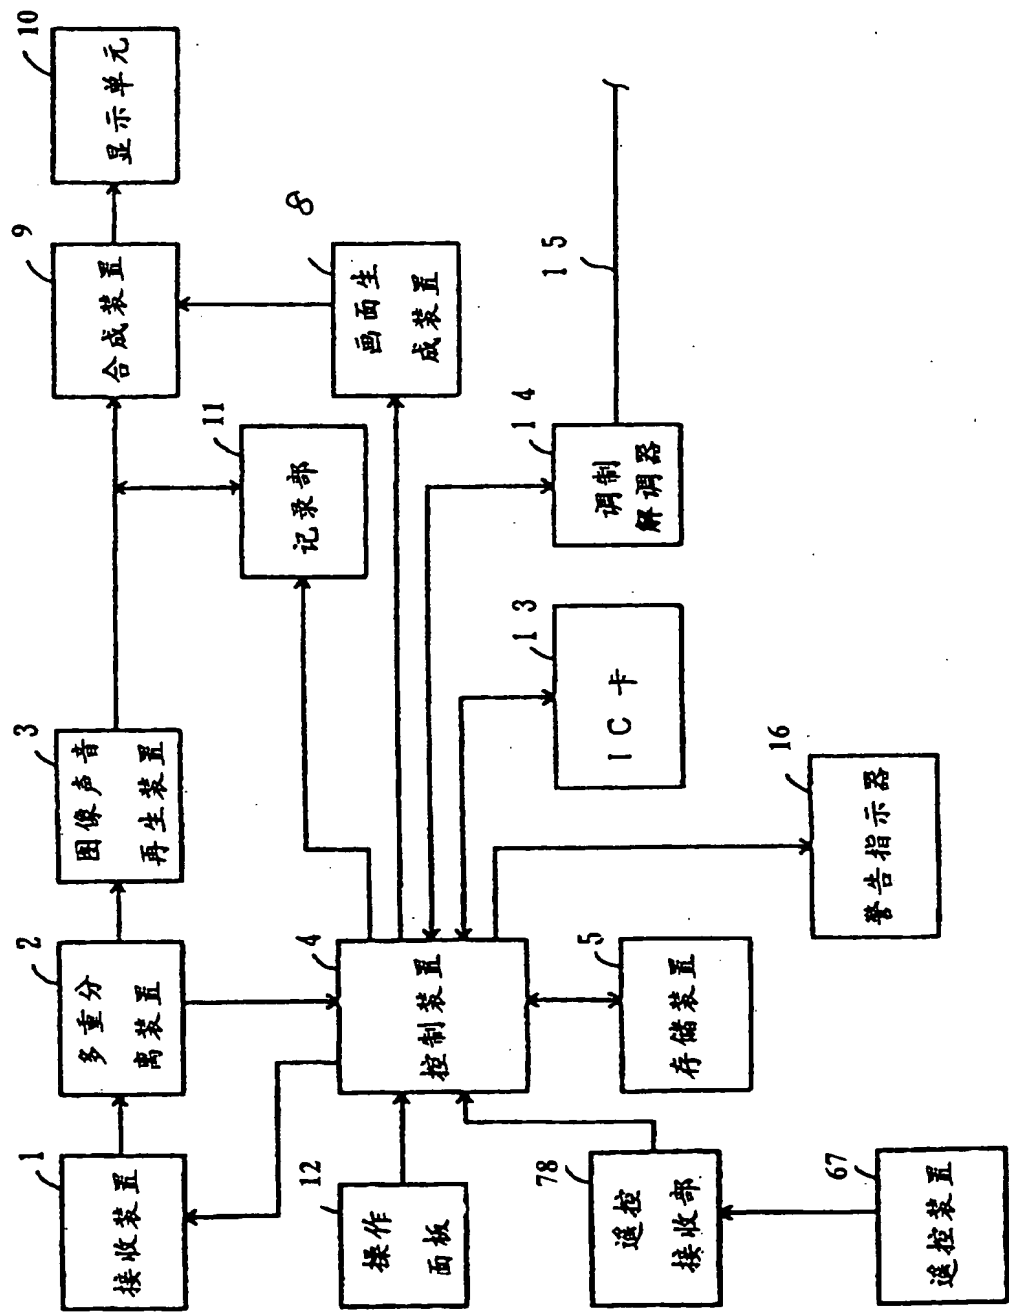 1
接收装置
2
多重分
离装置
3
图像声音
再生装置
9
合成装置
10
显示单元
11
记录部
8
画面生
成装置
4
控制装置
12
操作
面板
14
调制
解调器
15
13
IC卡
5
存储装置
16
警告指示器
78
遥控
接收部
67
遥控装置